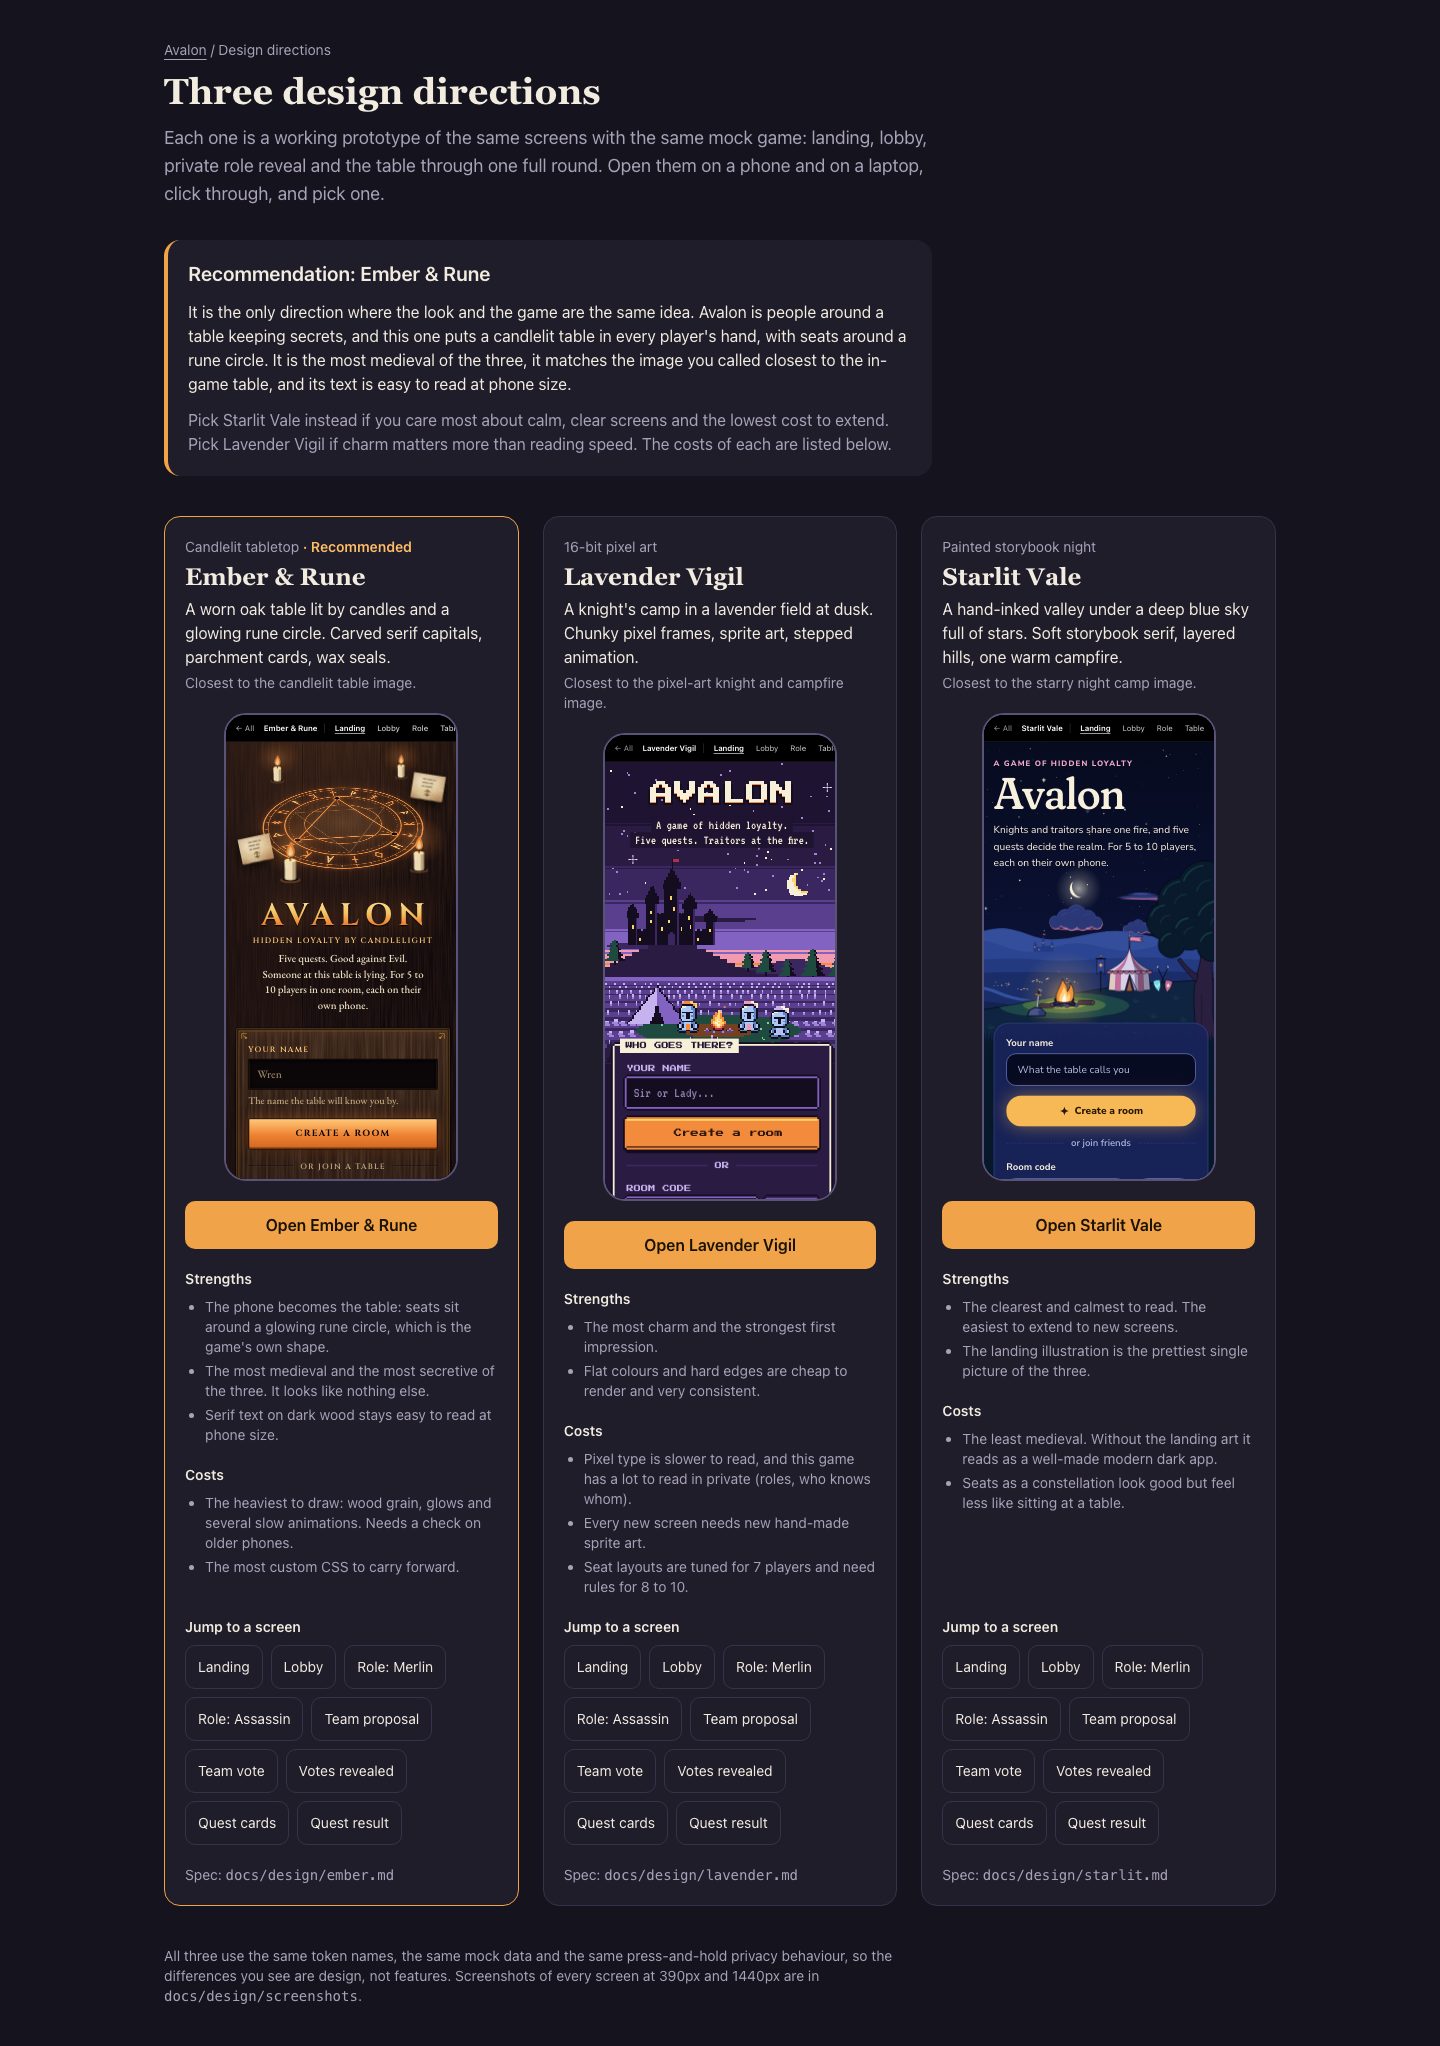 Avalon / Design directions
Three design directions
Each one is a working prototype of the same screens with the same mock game: landing, lobby,
private role reveal and the table through one full round. Open them on a phone and on a laptop,
click through, and pick one.
Recommendation: Ember & Rune
It is the only direction where the look and the game are the same idea. Avalon is people around a
table keeping secrets, and this one puts a candlelit table in every player's hand, with seats around a
rune circle. It is the most medieval of the three, it matches the image you called closest to the in-
game table, and its text is easy to read at phone size.
Pick Starlit Vale instead if you care most about calm, clear screens and the lowest cost to extend.
Pick Lavender Vigil if charm matters more than reading speed. The costs of each are listed below.
Candlelit tabletop · Recommended
Ember & Rune
A worn oak table lit by candles and a
glowing rune circle. Carved serif capitals,
parchment cards, wax seals.
Closest to the candlelit table image.
← All Ember & Rune Landing Lobby Role Table
AVALON
HIDDEN LOYALTY BY CANDLELIGHT
Five quests. Good against Evil.
Someone at this table is lying. For 5 to
10 players in one room, each on their
own phone.
YOUR NAME
Wren
The name the table will know you by.
CREATE A ROOM
OR JOIN A TABLE
Open Ember & Rune
Strengths
• The phone becomes the table: seats sit
around a glowing rune circle, which is the
game's own shape.
• The most medieval and the most secretive of
the three. It looks like nothing else.
• Serif text on dark wood stays easy to read at
phone size.
Costs
• The heaviest to draw: wood grain, glows and
several slow animations. Needs a check on
older phones.
• The most custom CSS to carry forward.
Jump to a screen
Landing Lobby Role: Merlin
Role: Assassin Team proposal
Team vote Votes revealed
Quest cards Quest result
Spec: docs/design/ember.md
16-bit pixel art
Lavender Vigil
A knight's camp in a lavender field at dusk.
Chunky pixel frames, sprite art, stepped
animation.
Closest to the pixel-art knight and campfire
image.
← All Lavender Vigil Landing Lobby Role Tabl
AVALON
A game of hidden loyalty.
Five quests. Traitors at the fire.
WHO GOES THERE?
YOUR NAME
Sir or Lady...
Create a room
OR
ROOM CODE
Open Lavender Vigil
Strengths
• The most charm and the strongest first
impression.
• Flat colours and hard edges are cheap to
render and very consistent.
Costs
• Pixel type is slower to read, and this game
has a lot to read in private (roles, who knows
whom).
• Every new screen needs new hand-made
sprite art.
• Seat layouts are tuned for 7 players and need
rules for 8 to 10.
Jump to a screen
Landing Lobby Role: Merlin
Role: Assassin Team proposal
Team vote Votes revealed
Quest cards Quest result
Spec: docs/design/lavender.md
Painted storybook night
Starlit Vale
A hand-inked valley under a deep blue sky
full of stars. Soft storybook serif, layered
hills, one warm campfire.
Closest to the starry night camp image.
← All Starlit Vale Landing Lobby Role Table
A GAME OF HIDDEN LOYALTY
Avalon
Knights and traitors share one fire, and five
quests decide the realm. For 5 to 10 players,
each on their own phone.
Your name
What the table calls you
✦ Create a room
or join friends
Room code
Open Starlit Vale
Strengths
• The clearest and calmest to read. The
easiest to extend to new screens.
• The landing illustration is the prettiest single
picture of the three.
Costs
• The least medieval. Without the landing art it
reads as a well-made modern dark app.
• Seats as a constellation look good but feel
less like sitting at a table.
Jump to a screen
Landing Lobby Role: Merlin
Role: Assassin Team proposal
Team vote Votes revealed
Quest cards Quest result
Spec: docs/design/starlit.md
All three use the same token names, the same mock data and the same press-and-hold privacy behaviour, so the
differences you see are design, not features. Screenshots of every screen at 390px and 1440px are in
docs/design/screenshots.